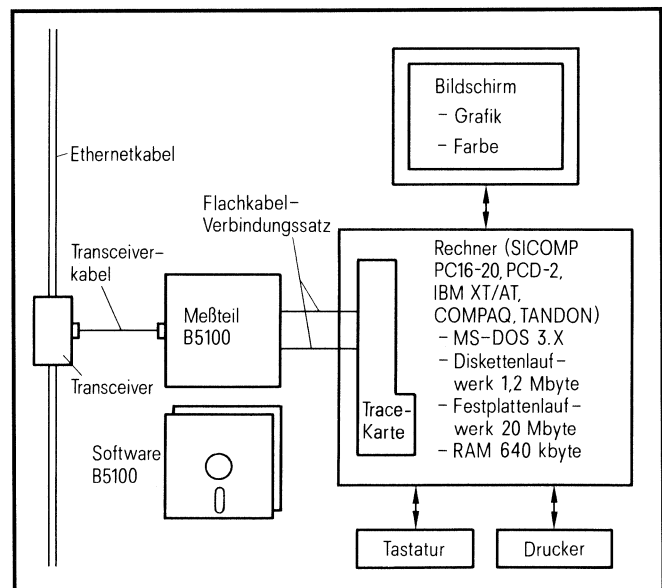 Ethernetkabel
Transceiver-
kabel
Transceiver
Meßteil
B5100
Software
B5100
Flachkabel-
Verbindungssatz
Trace-
Karte
Bildschirm
- Grafik
- Farbe
Rechner (SICOMP
PC16-20, PCD-2,
IBM XT/AT,
COMPAQ, TANDON)
- MS-DOS 3.X
- Diskettenlauf-
werk 1,2 Mbyte
- Festplattenlauf-
werk 20 Mbyte
- RAM 640 kbyte
Tastatur
Drucker